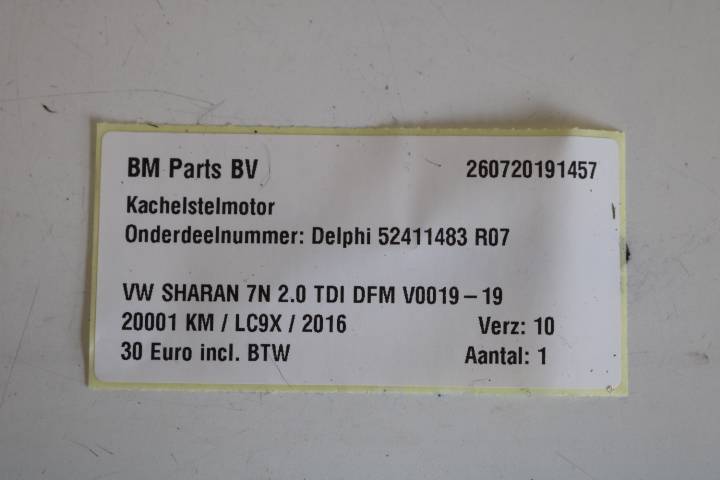 BM Parts BV 260720191457
Kachelstelmotor
Onderdeelnummer: Delphi 52411483 R07
VW SHARAN 7N 2.0 TDI DFM V0019 – 19
20001 KM / LC9X / 2016 Verz: 10
30 Euro incl. BTW Aantal: 1